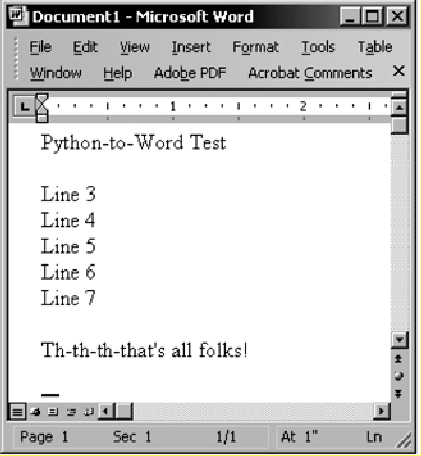 Document1 - Microsoft Word
File Edit View Insert Format Tools Table
Window Help Adobe PDF Acrobat Comments
L 1 2
Python-to-Word Test
Line 3
Line 4
Line 5
Line 6
Line 7
Th-th-th-that's all folks!
Page 1 Sec 1 1/1 At 1" Ln